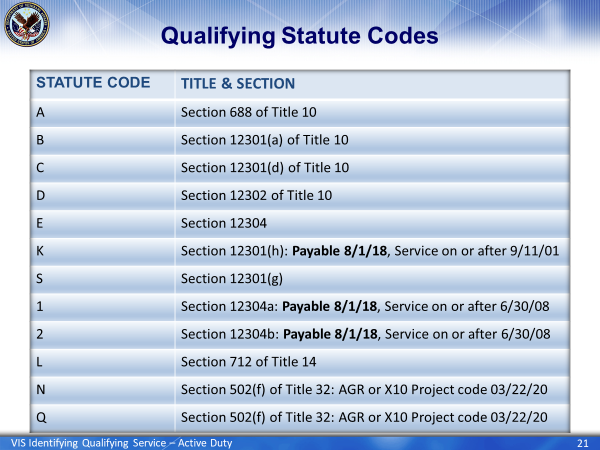 Qualifying Statute Codes
STATUTE CODE TITLE & SECTION
A Section 688 of Title 10
B Section 12301(a) of Title 10
C Section 12301(d) of Title 10
D Section 12302 of Title 10
E Section 12304
K Section 12301(h): Payable 8/1/18, Service on or after 9/11/01
S Section 12301(g)
1 Section 12304a: Payable 8/1/18, Service on or after 6/30/08
2 Section 12304b: Payable 8/1/18, Service on or after 6/30/08
L Section 712 of Title 14
N Section 502(f) of Title 32: AGR or X10 Project code 03/22/20
Q Section 502(f) of Title 32: AGR or X10 Project code 03/22/20
VIS Identifying Qualifying Service – Active Duty 21